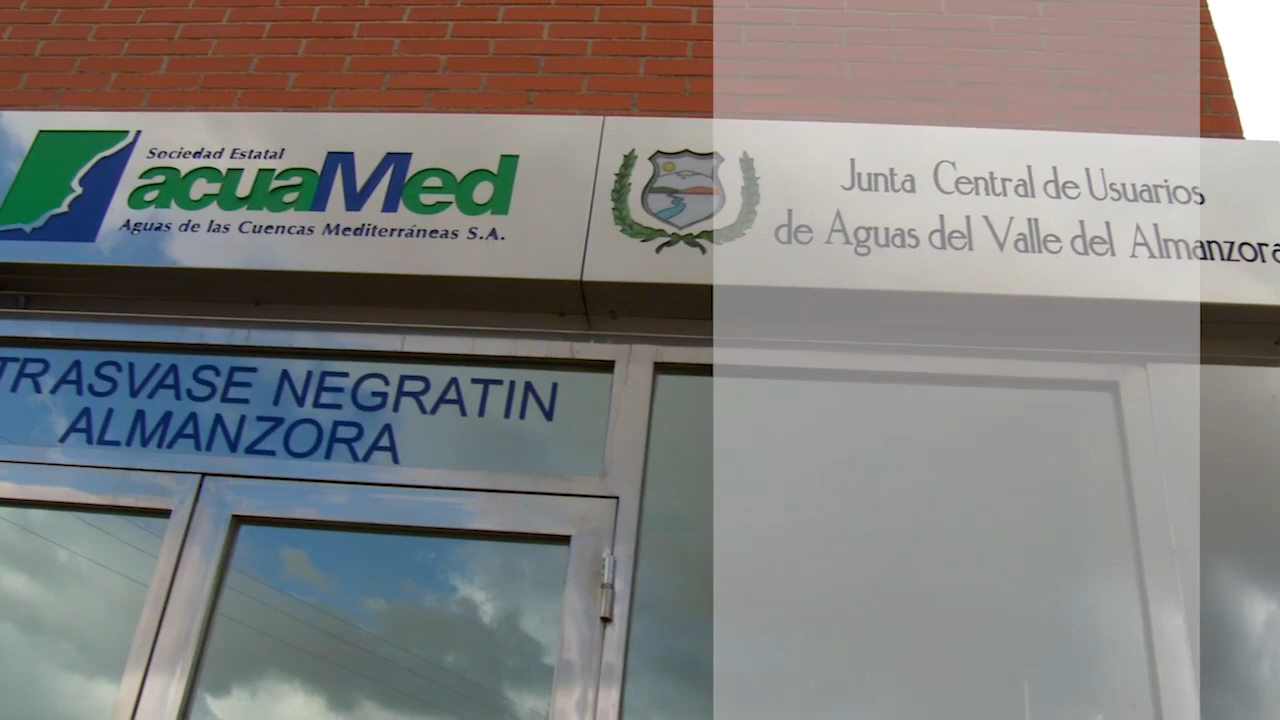 Sociedad Estatal
acuaMed
Aguas de las Cuencas Mediterráneas S.A.
Junta Central de Usuarios
de Aguas del Valle del Almanzora
TRASVASE NEGRATIN
ALMANZORA